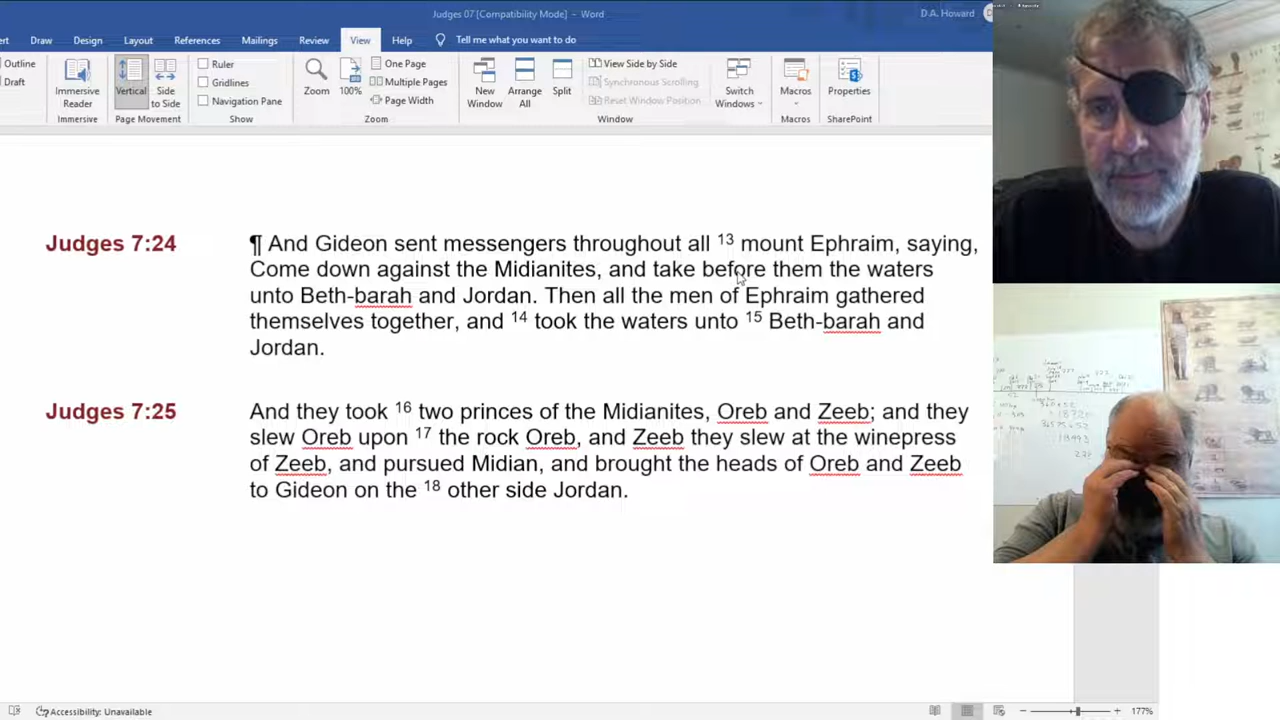 Judges 07 [Compatibility Mode] – Word
D.A. Howard
Draw Design Layout References Mailings Review View Help Tell me what you want to do
Outline
Draft
Immersive Reader
Immersive
Vertical
Side to Side
Page Movement
Ruler
Gridlines
Navigation Pane
Show
Zoom
100%
One Page
Multiple Pages
Page Width
Zoom
New Window
Arrange All
Split
View Side by Side
Synchronous Scrolling
Reset Window Position
Switch Windows
Window
Macros
Macros
Properties
SharePoint
Judges 7:24
¶ And Gideon sent messengers throughout all 13 mount Ephraim, saying,
Come down against the Midianites, and take before them the waters
unto Beth-barah and Jordan. Then all the men of Ephraim gathered
themselves together, and 14 took the waters unto 15 Beth-barah and
Jordan.
Judges 7:25
And they took 16 two princes of the Midianites, Oreb and Zeeb; and they
slew Oreb upon 17 the rock Oreb, and Zeeb they slew at the winepress
of Zeeb, and pursued Midian, and brought the heads of Oreb and Zeeb
to Gideon on the 18 other side Jordan.
Accessibility: Unavailable
177%